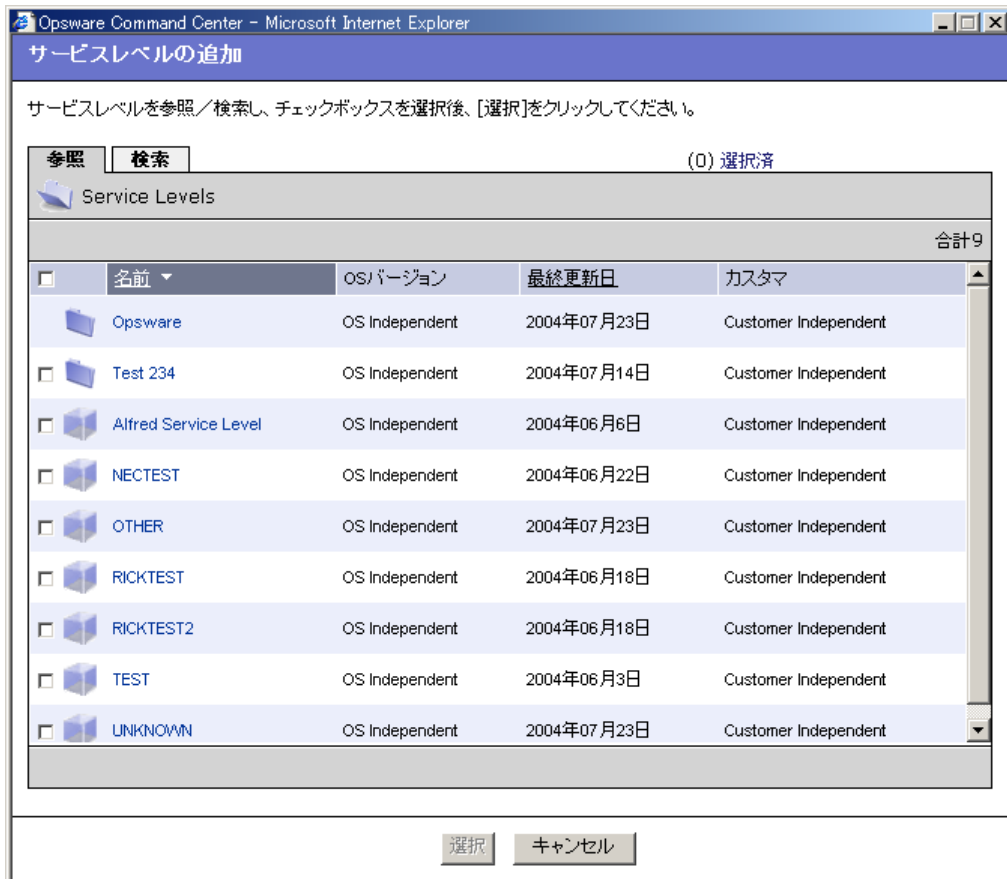 Opsware Command Center - Microsoft Internet Explorer
サービスレベルの追加
サービスレベルを参照／検索し、チェックボックスを選択後、[選択]をクリックしてください。
参照 検索 (0) 選択済
Service Levels
合計9
名前 OSバージョン 最終更新日 カスタマ
Opsware OS Independent 2004年07月23日 Customer Independent
Test 234 OS Independent 2004年07月14日 Customer Independent
Alfred Service Level OS Independent 2004年06月6日 Customer Independent
NECTEST OS Independent 2004年06月22日 Customer Independent
OTHER OS Independent 2004年07月23日 Customer Independent
RICKTEST OS Independent 2004年06月18日 Customer Independent
RICKTEST2 OS Independent 2004年06月18日 Customer Independent
TEST OS Independent 2004年06月3日 Customer Independent
UNKNOWN OS Independent 2004年07月23日 Customer Independent
選択 キャンセル